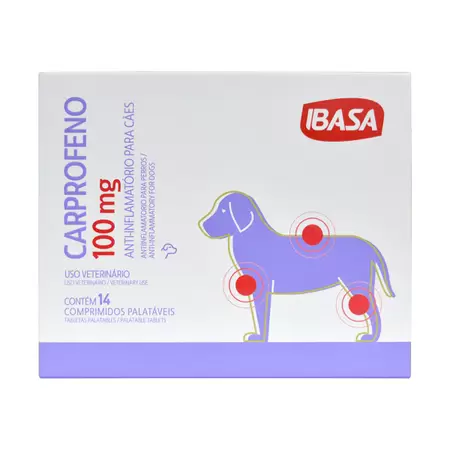 IBASA
CARPROFENO
100 mg
ANTI-INFLAMATÓRIO PARA CÃES
ANTIINFLAMATORIO PARA PERROS /
ANTI-INFLAMMATORY FOR DOGS
USO VETERINÁRIO
USO VETERINARIO / VETERINARY USE
CONTÉM 14
COMPRIMIDOS PALATÁVEIS
TABLETAS PALATABLES / PALATABLE TABLETS